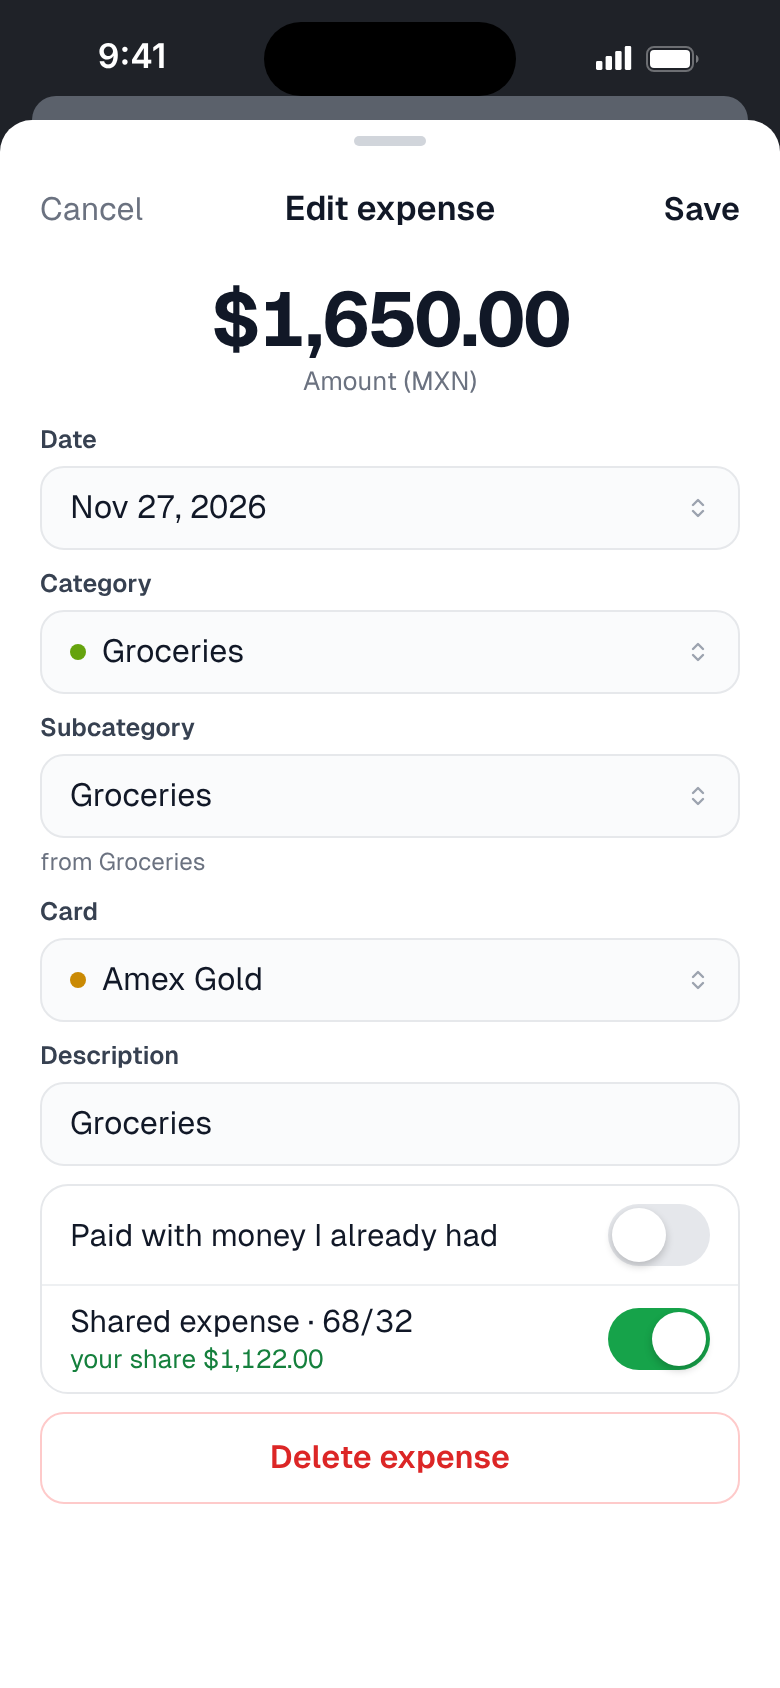 9:41
Cancel
Edit expense
Save
$1,650.00
Amount (MXN)
Date
Nov 27, 2026
Category
Groceries
Subcategory
Groceries
from Groceries
Card
Amex Gold
Description
Groceries
Paid with money I already had
Shared expense · 68/32
your share $1,122.00
Delete expense